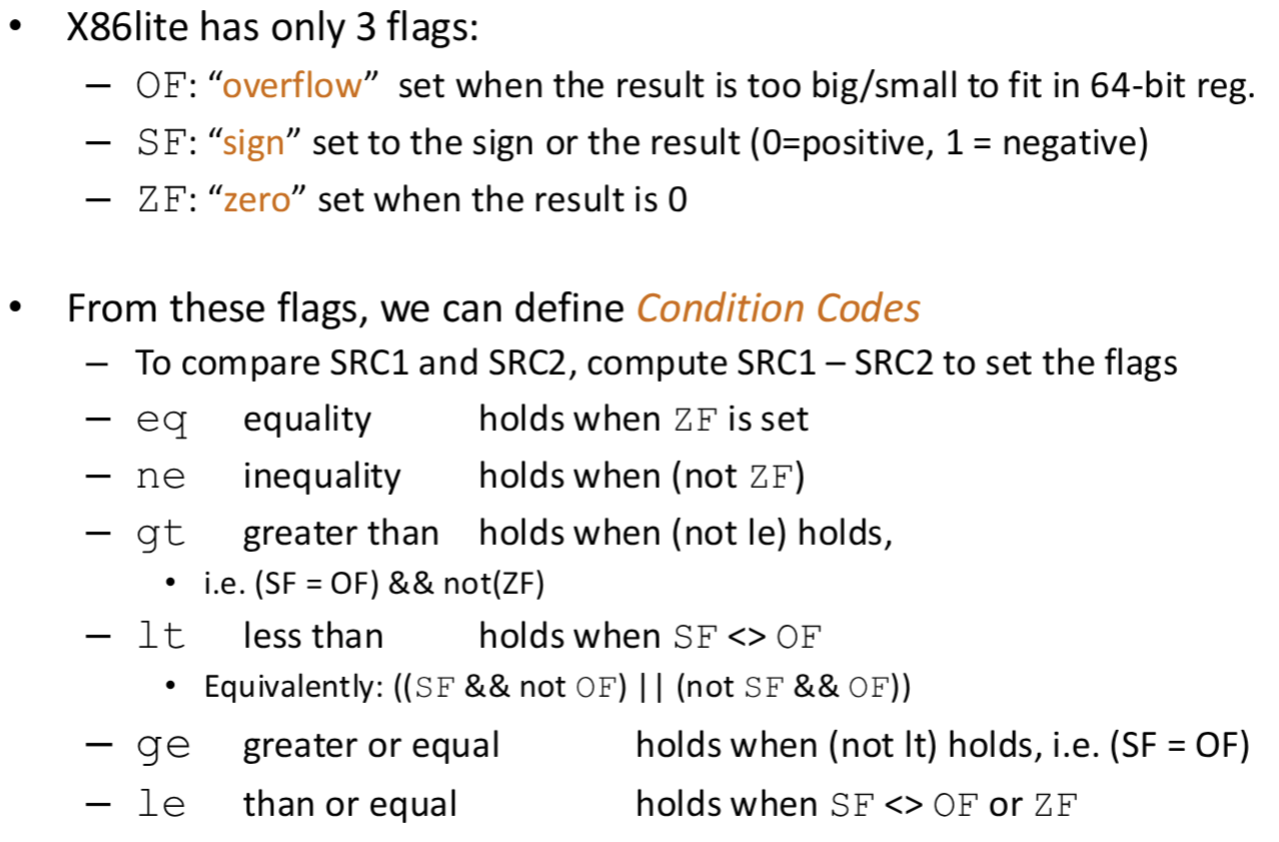 • X86lite has only 3 flags:
– OF: “overflow” set when the result is too big/small to fit in 64-bit reg.
– SF: “sign” set to the sign or the result (0=positive, 1 = negative)
– ZF: “zero” set when the result is 0
• From these flags, we can define Condition Codes
– To compare SRC1 and SRC2, compute SRC1 – SRC2 to set the flags
– eq equality holds when ZF is set
– ne inequality holds when (not ZF)
– gt greater than holds when (not le) holds,
• i.e. (SF = OF) && not(ZF)
– lt less than holds when SF <> OF
• Equivalently: ((SF && not OF) || (not SF && OF))
– ge greater or equal holds when (not lt) holds, i.e. (SF = OF)
– le than or equal holds when SF <> OF or ZF